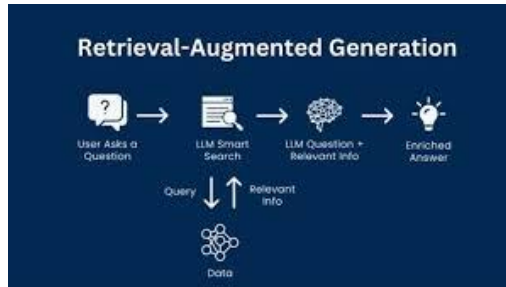 Retrieval-Augmented Generation
?
User Asks a
Question
LLM Smart
Search
LLM Question +
Relevant Info
Enriched
Answer
Query
Relevant
Info
Data